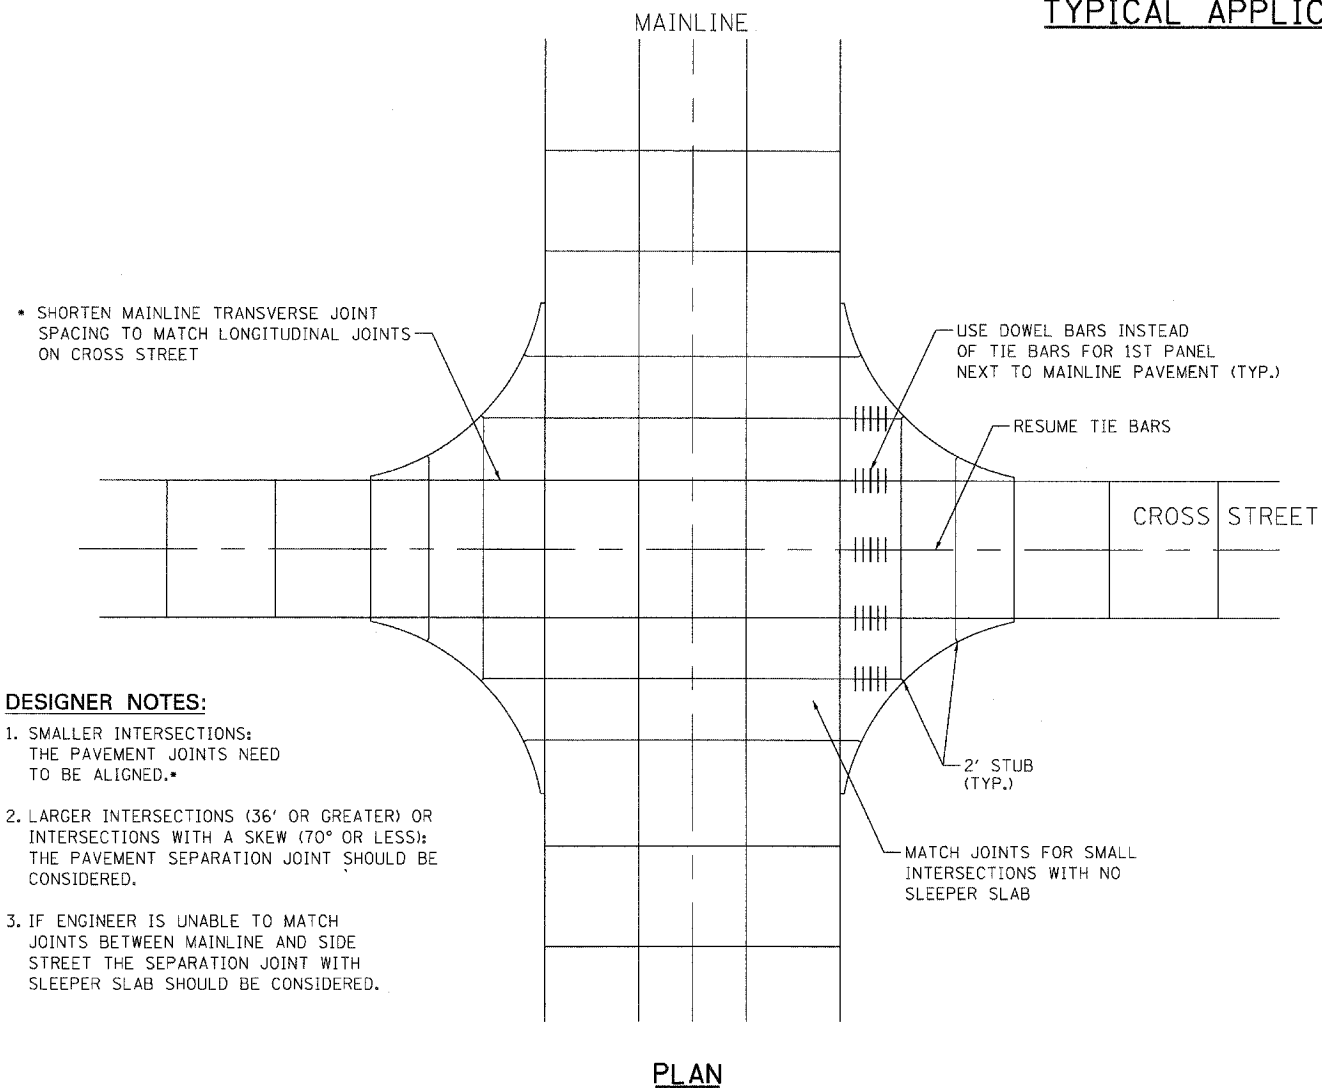 TYPICAL APPLIC
MAINLINE
* SHORTEN MAINLINE TRANSVERSE JOINT
SPACING TO MATCH LONGITUDINAL JOINTS
ON CROSS STREET
USE DOWEL BARS INSTEAD
OF TIE BARS FOR 1ST PANEL
NEXT TO MAINLINE PAVEMENT (TYP.)
RESUME TIE BARS
CROSS STREET
DESIGNER NOTES:
1. SMALLER INTERSECTIONS:
THE PAVEMENT JOINTS NEED
TO BE ALIGNED.*
2. LARGER INTERSECTIONS (36' OR GREATER) OR
INTERSECTIONS WITH A SKEW (70° OR LESS):
THE PAVEMENT SEPARATION JOINT SHOULD BE
CONSIDERED.
3. IF ENGINEER IS UNABLE TO MATCH
JOINTS BETWEEN MAINLINE AND SIDE
STREET THE SEPARATION JOINT WITH
SLEEPER SLAB SHOULD BE CONSIDERED.
2' STUB
(TYP.)
MATCH JOINTS FOR SMALL
INTERSECTIONS WITH NO
SLEEPER SLAB
PLAN